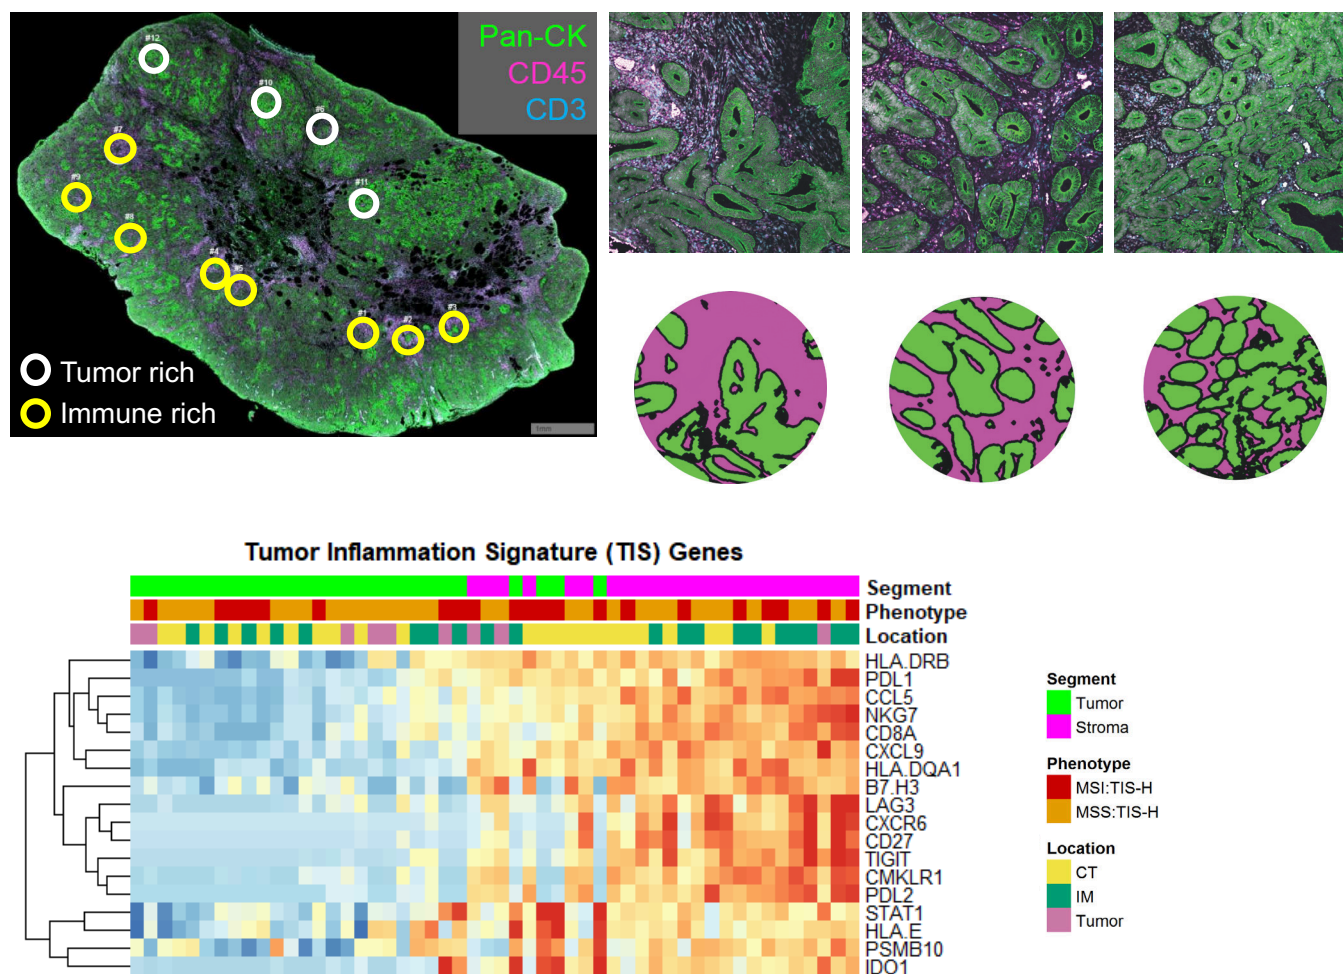 Pan-CK
CD45
CD3
#12
#10
#6
#7
#9
#11
#8
#4
#5
#1
#2
#3
Tumor rich
Immune rich
1mm
Tumor Inflammation Signature (TIS) Genes
Segment
Phenotype
Location
HLA.DRB
PDL1
CCL5
NKG7
CD8A
CXCL9
HLA.DQA1
B7.H3
LAG3
CXCR6
CD27
TIGIT
CMKLR1
PDL2
STAT1
HLA.E
PSMB10
IDO1
Segment
Tumor
Stroma
Phenotype
MSI:TIS-H
MSS:TIS-H
Location
CT
IM
Tumor